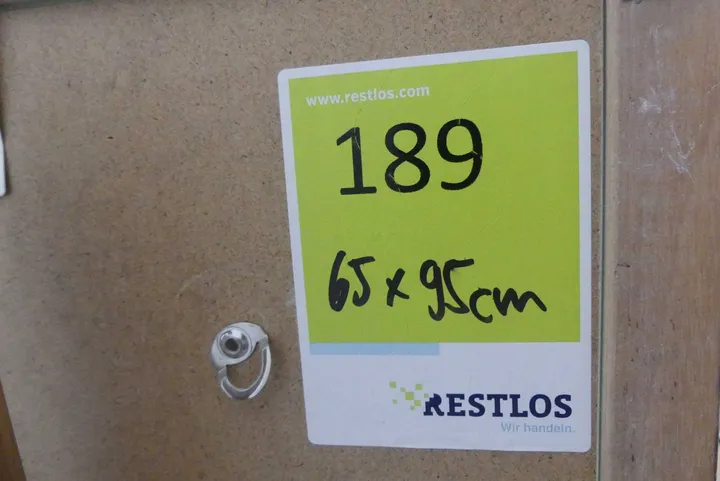 www.restlos.com
189
65 x 95cm
RESTLOS
Wir handeln.